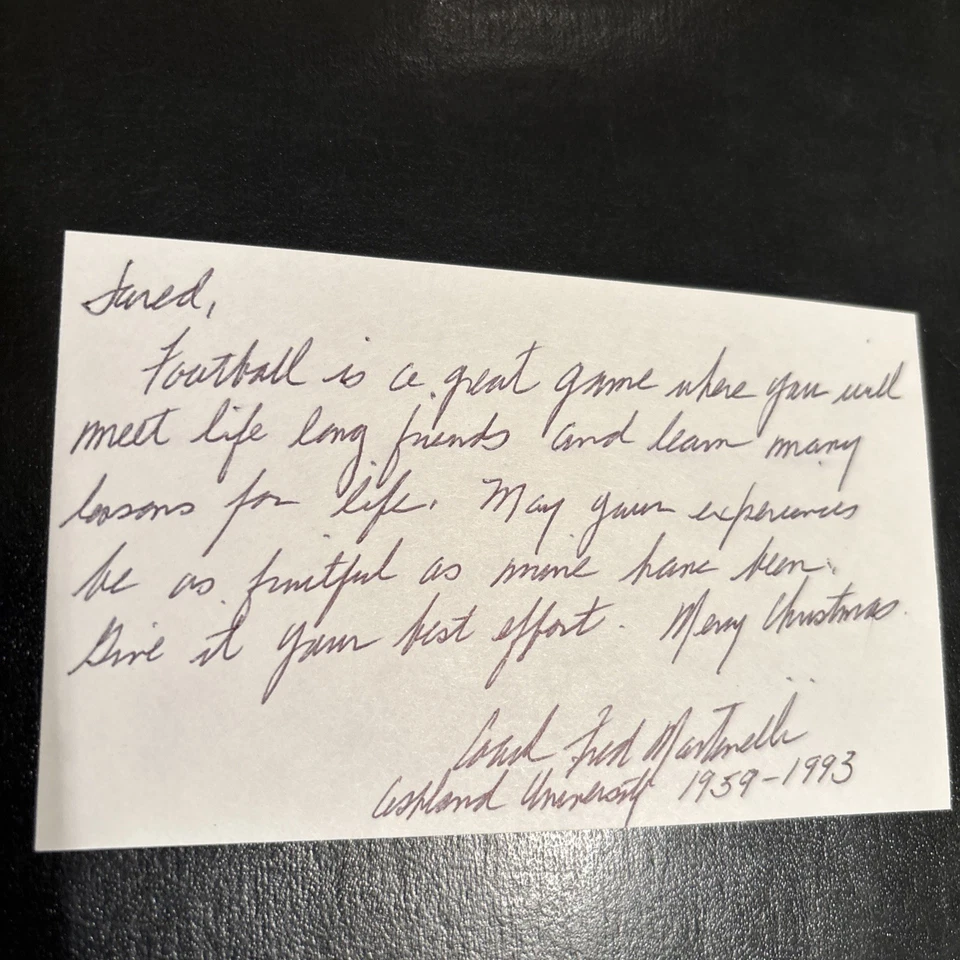 Jared,
Football is a great game where you will
meet life long friends and learn many
lessons for life. May your experiences
be as fruitful as mine have been.
Give it your best effort. Merry Christmas.
Coach Fred Martinelli
Ashland University 1959-1993